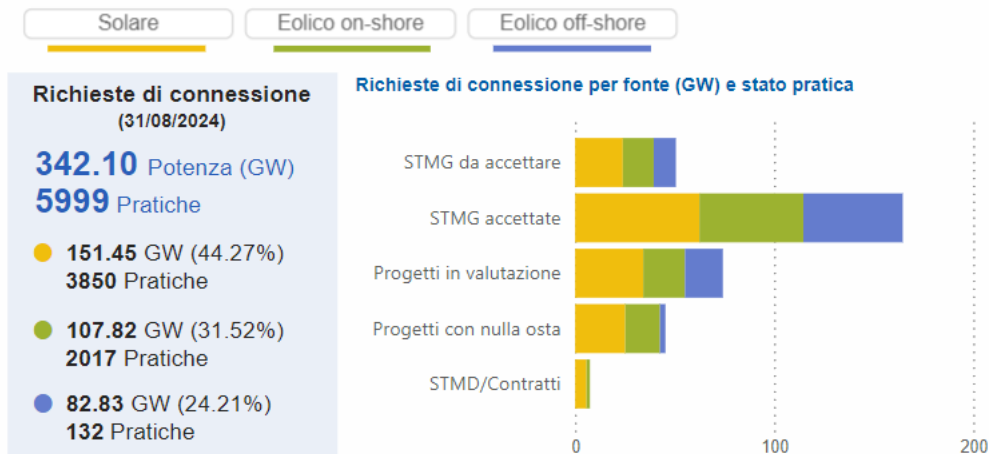 Solare
Eolico on-shore
Eolico off-shore
Richieste di connessione
(31/08/2024)
342.10 Potenza (GW)
5999 Pratiche
151.45 GW (44.27%)
3850 Pratiche
107.82 GW (31.52%)
2017 Pratiche
82.83 GW (24.21%)
132 Pratiche
Richieste di connessione per fonte (GW) e stato pratica
STMG da accettare
STMG accettate
Progetti in valutazione
Progetti con nulla osta
STMD/Contratti
0 100 200